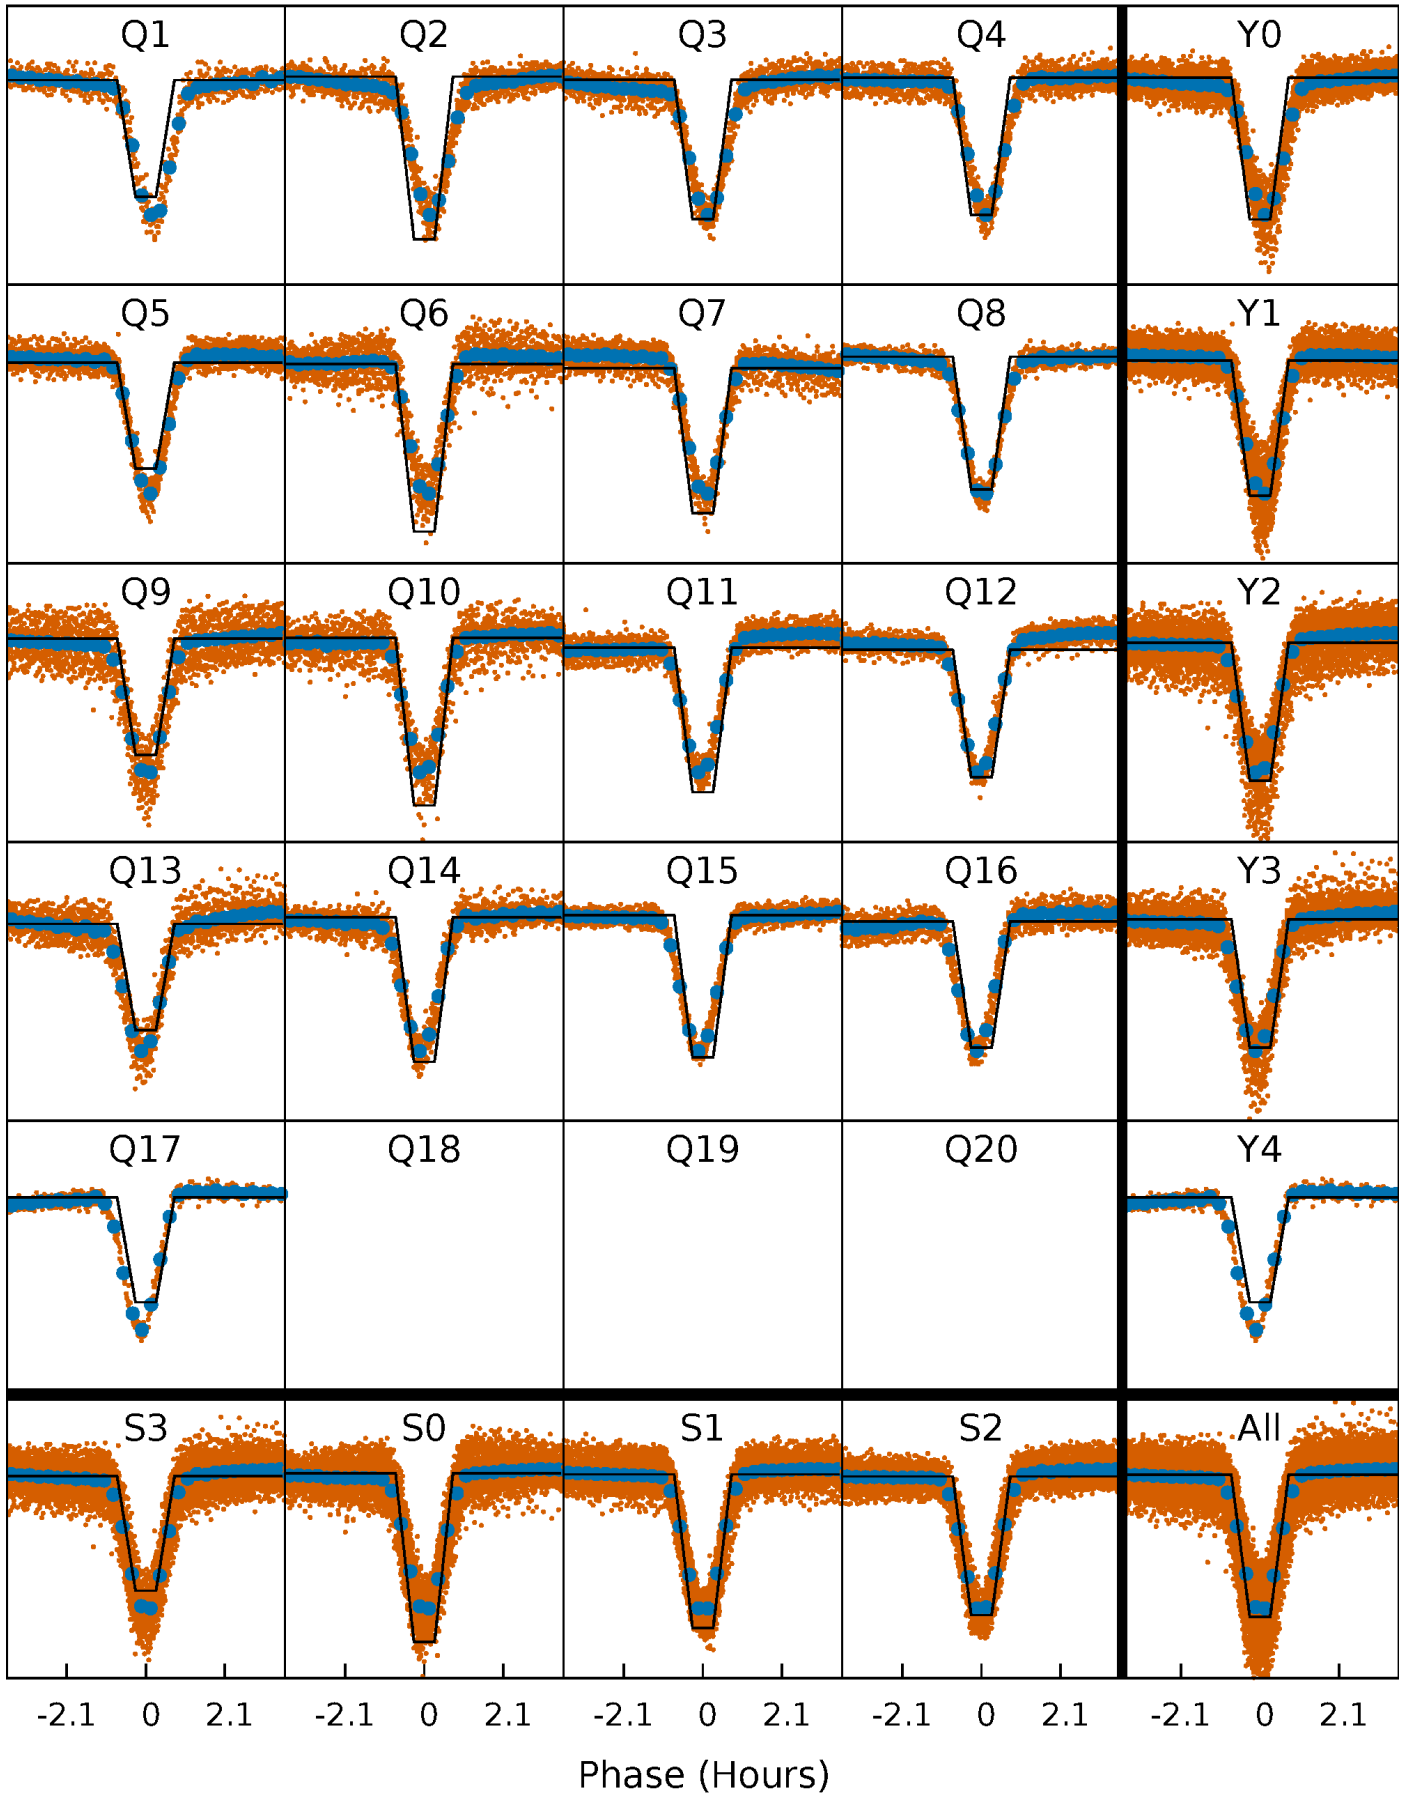 Q1 Q2 Q3 Q4 Y0
Q5 Q6 Q7 Q8 Y1
Q9 Q10 Q11 Q12 Y2
Q13 Q14 Q15 Q16 Y3
Q17 Q18 Q19 Q20 Y4
S3 S0 S1 S2 All
-2.1 0 2.1 -2.1 0 2.1 -2.1 0 2.1 -2.1 0 2.1 -2.1 0 2.1
Phase (Hours)